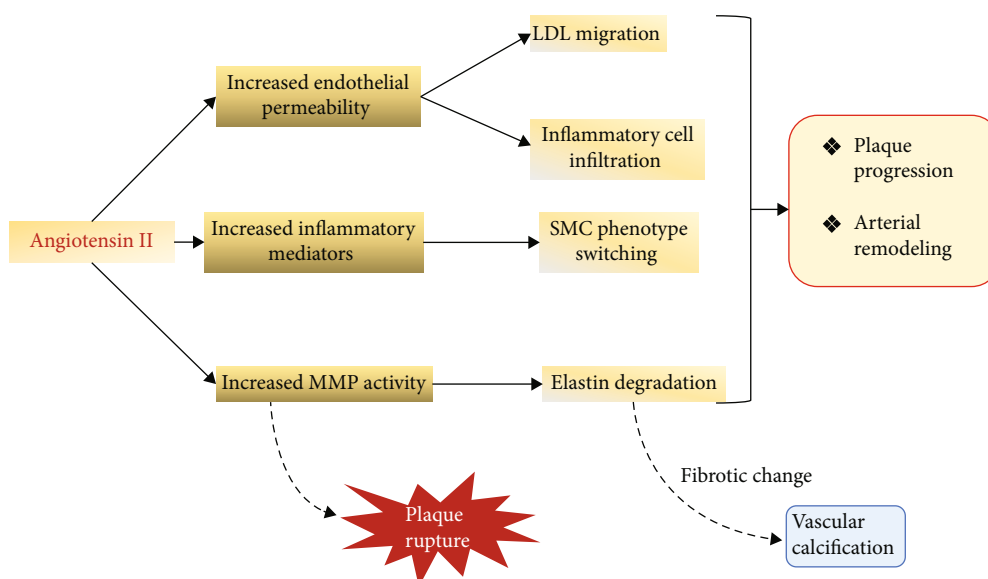 LDL migration
Increased endothelial
permeability
Inflammatory cell
infiltration
❖ Plaque
progression
Angiotensin II
Increased inflammatory
mediators
SMC phenotype
switching
❖ Arterial
remodeling
Increased MMP activity
Elastin degradation
Fibrotic change
Plaque
rupture
Vascular
calcification